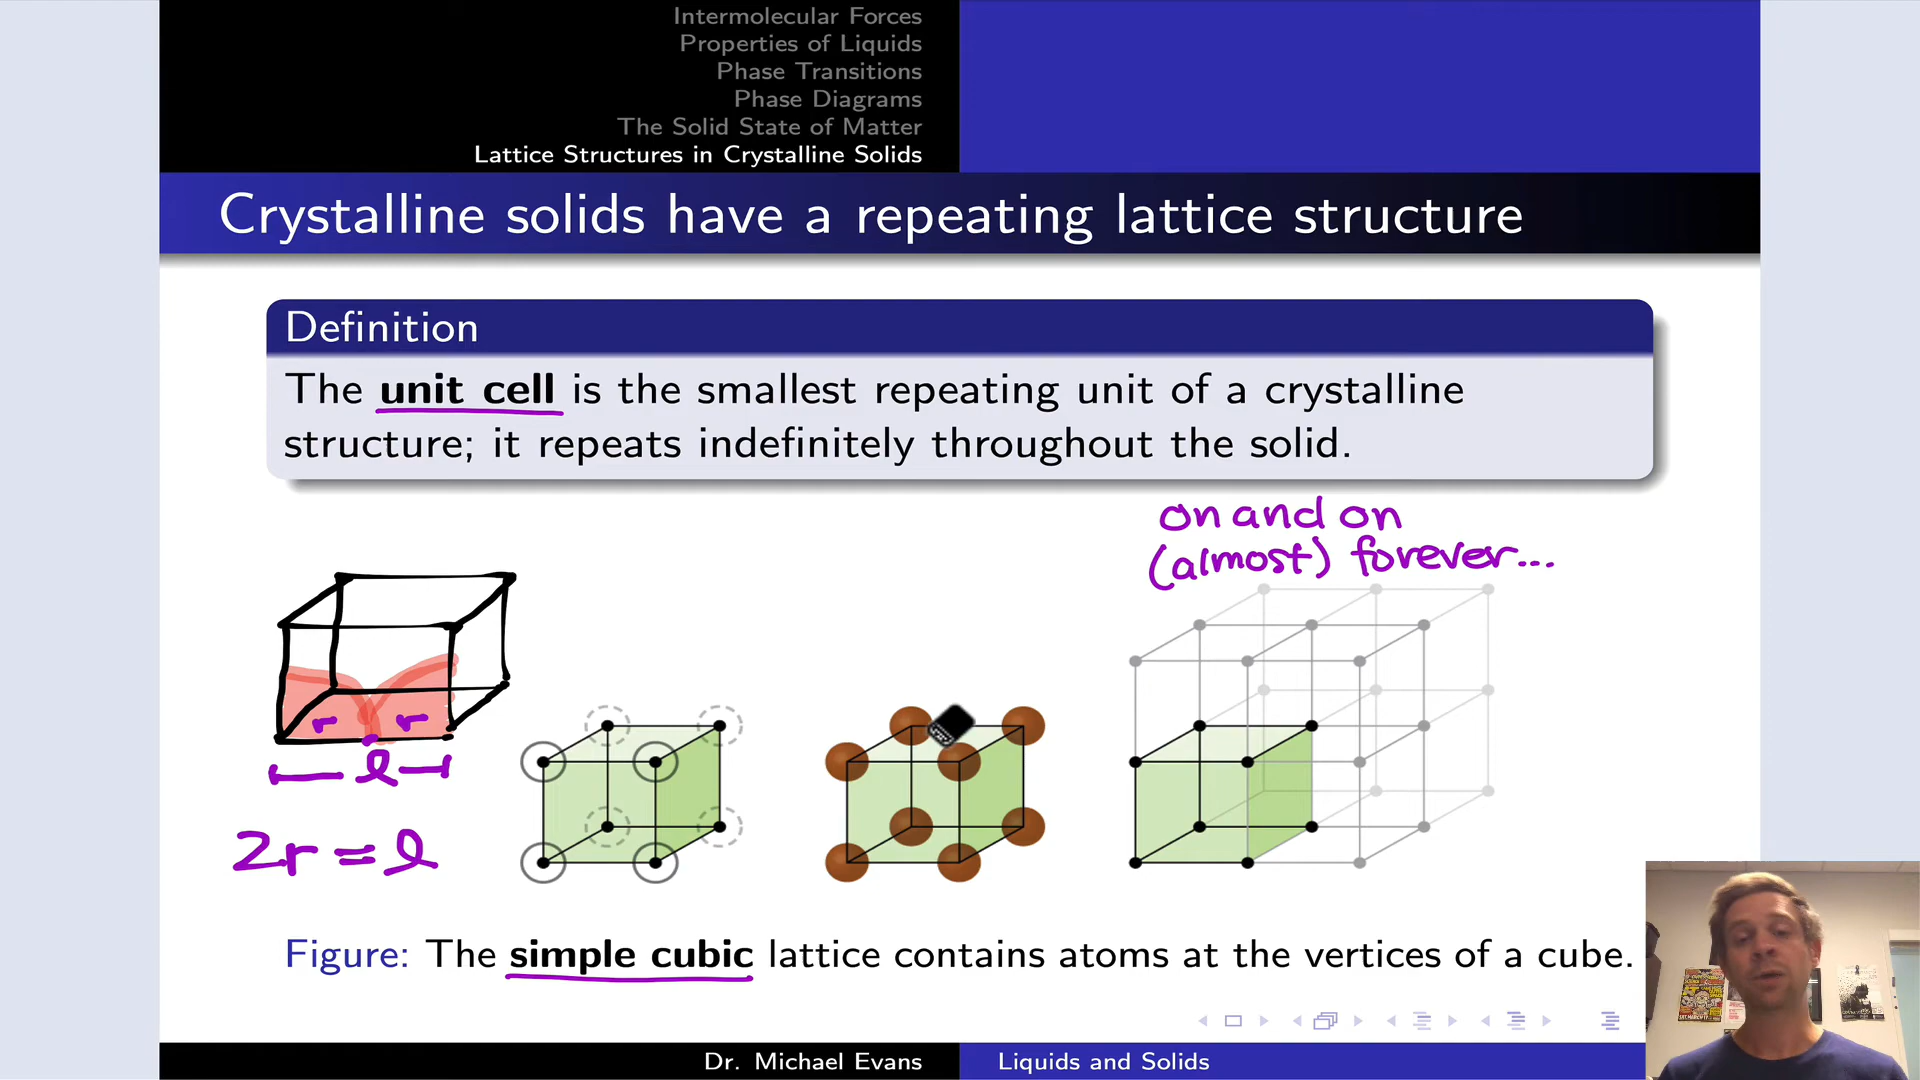 Intermolecular Forces
Properties of Liquids
Phase Transitions
Phase Diagrams
The Solid State of Matter
Lattice Structures in Crystalline Solids
Crystalline solids have a repeating lattice structure
Definition
The unit cell is the smallest repeating unit of a crystalline
structure; it repeats indefinitely throughout the solid.
on and on
(almost) forever...
r r
l
2r = l
Figure: The simple cubic lattice contains atoms at the vertices of a cube.
Dr. Michael Evans
Liquids and Solids